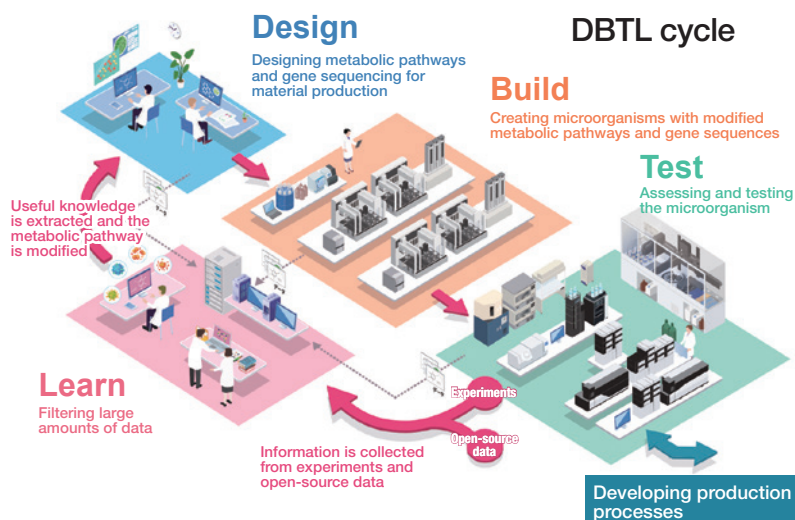 DBTL cycle
Design
Designing metabolic pathways
and gene sequencing for
material production
Build
Creating microorganisms with modified
metabolic pathways and gene sequences
Test
Assessing and testing
the microorganism
Useful knowledge
is extracted and the
metabolic pathway
is modified
Learn
Filtering large
amounts of data
Experiments
Open-source
data
Information is collected
from experiments and
open-source data
Developing production
processes